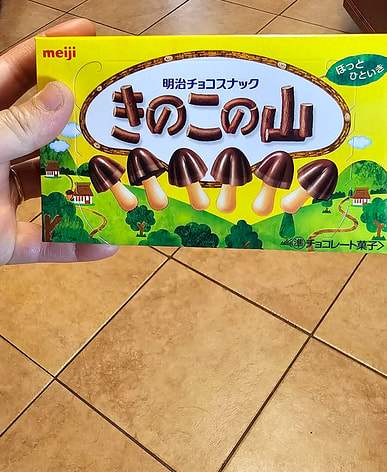 meiji
ほっと
ひといき
明治チョコスナック
きのこの山
〈準チョコレート菓子〉